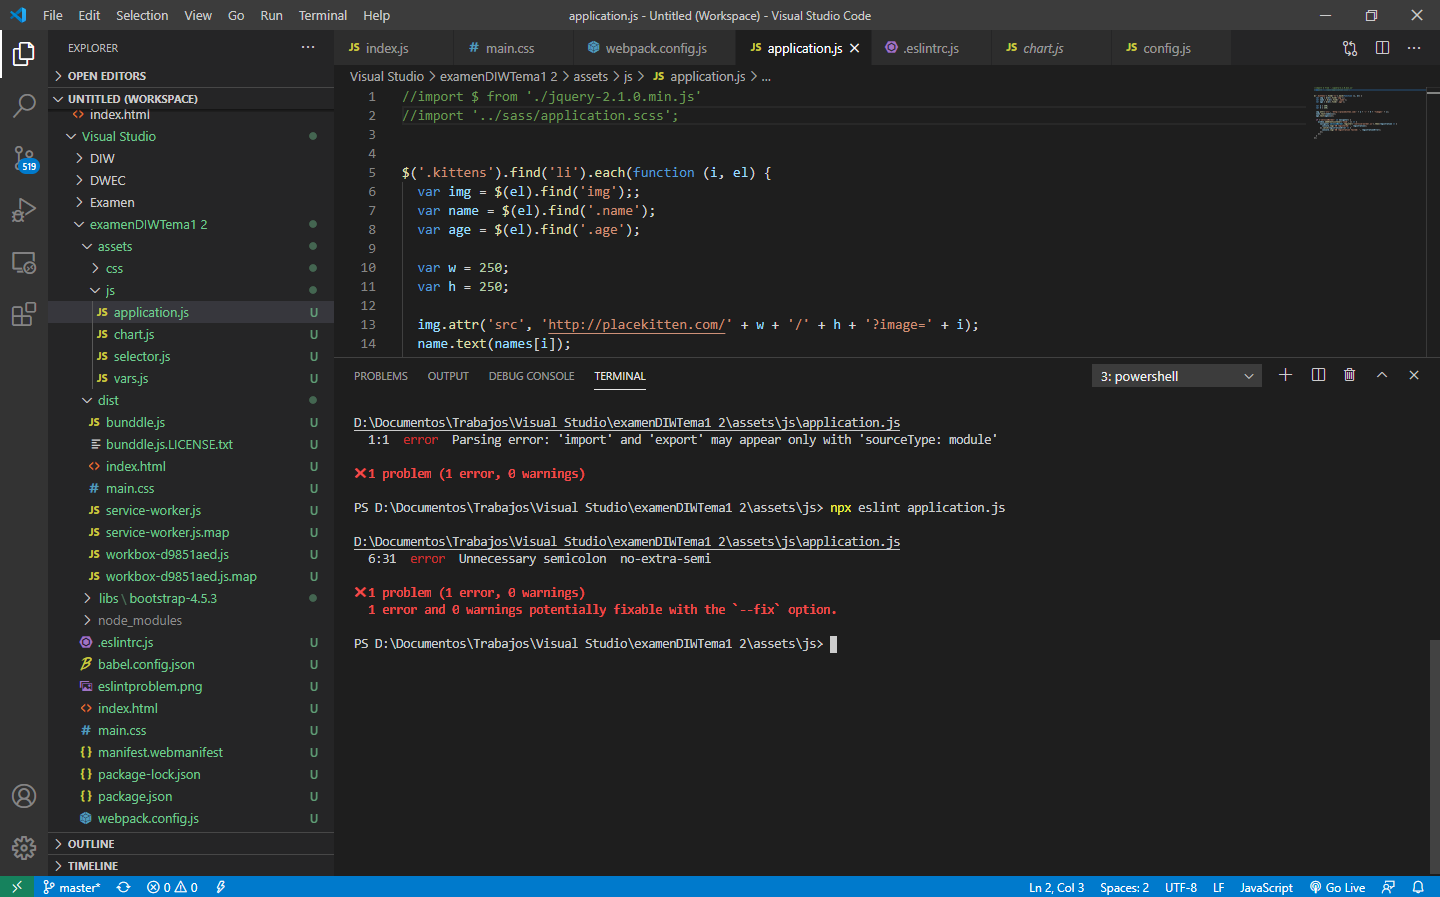 File Edit Selection View Go Run Terminal Help
application.js - Untitled (Workspace) - Visual Studio Code
EXPLORER
OPEN EDITORS
UNTITLED (WORKSPACE)
index.html
Visual Studio
DIW
DWEC
Examen
examenDIWTema1 2
assets
css
js
JS application.js U
JS chart.js U
JS selector.js U
JS vars.js U
dist
JS bunddle.js U
bunddle.js.LICENSE.txt U
<> index.html U
# main.css U
JS service-worker.js U
JS service-worker.js.map U
JS workbox-d9851aed.js U
JS workbox-d9851aed.js.map U
libs \ bootstrap-4.5.3
node_modules
.eslintrc.js U
babel.config.json U
eslintproblem.png U
<> index.html U
# main.css U
{} manifest.webmanifest U
{} package-lock.json U
{} package.json U
webpack.config.js U
OUTLINE
TIMELINE
519
JS index.js
# main.css
webpack.config.js
JS application.js
.eslintrc.js
JS chart.js
JS config.js
Visual Studio > examenDIWTema1 2 > assets > js > JS application.js > ...
1 //import $ from './jquery-2.1.0.min.js'
2 //import '../sass/application.scss';
3
4
5 $('.kittens').find('li').each(function (i, el) {
6 var img = $(el).find('img');;
7 var name = $(el).find('.name');
8 var age = $(el).find('.age');
9
10 var w = 250;
11 var h = 250;
12
13 img.attr('src', 'http://placekitten.com/' + w + '/' + h + '?image=' + i);
14 name.text(names[i]);
PROBLEMS OUTPUT DEBUG CONSOLE TERMINAL
3: powershell
D:\Documentos\Trabajos\Visual Studio\examenDIWTema1 2\assets\js\application.js
1:1 error Parsing error: 'import' and 'export' may appear only with 'sourceType: module'
1 problem (1 error, 0 warnings)
PS D:\Documentos\Trabajos\Visual Studio\examenDIWTema1 2\assets\js> npx eslint application.js
D:\Documentos\Trabajos\Visual Studio\examenDIWTema1 2\assets\js\application.js
6:31 error Unnecessary semicolon no-extra-semi
1 problem (1 error, 0 warnings)
1 error and 0 warnings potentially fixable with the `--fix` option.
PS D:\Documentos\Trabajos\Visual Studio\examenDIWTema1 2\assets\js>
master* 0 0
Ln 2, Col 3 Spaces: 2 UTF-8 LF JavaScript Go Live